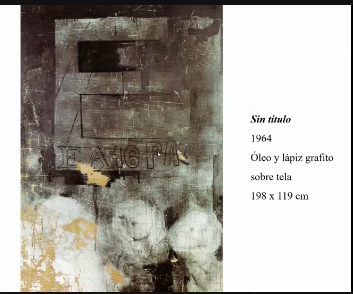 Sin título
1964
Óleo y lápiz grafito
sobre tela
198 x 119 cm